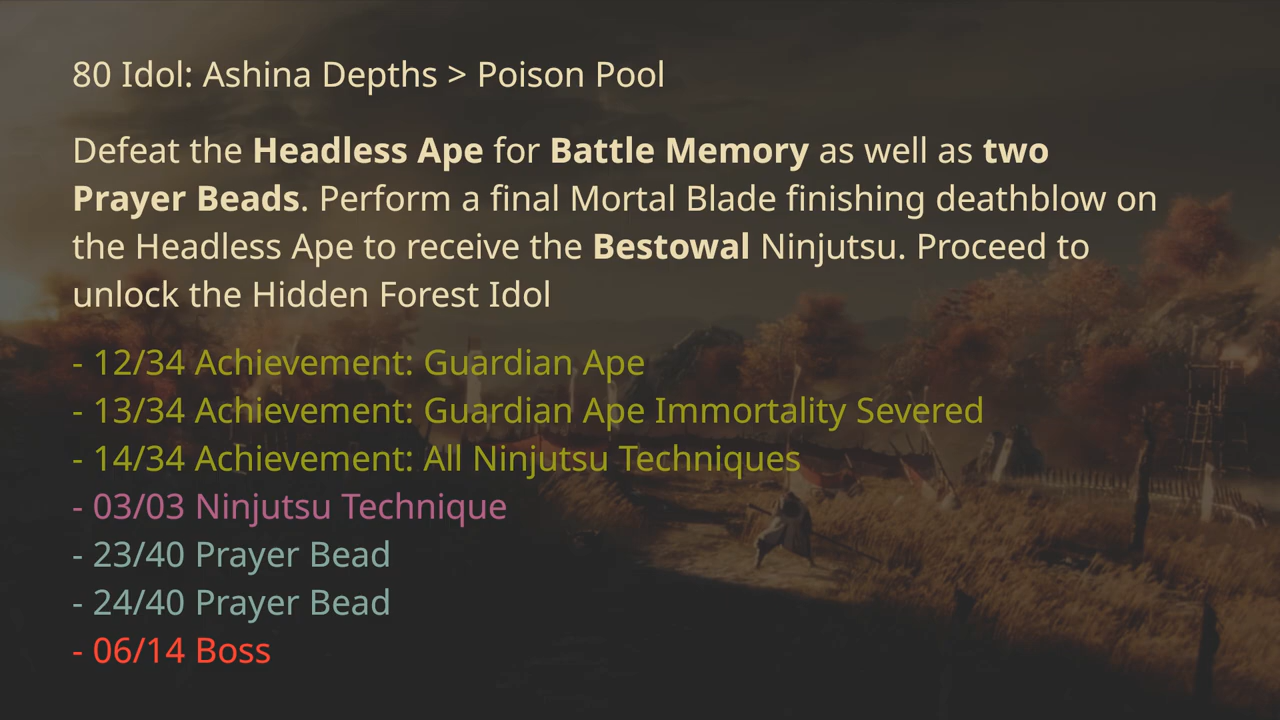 80 Idol: Ashina Depths > Poison Pool
Defeat the Headless Ape for Battle Memory as well as two
Prayer Beads. Perform a final Mortal Blade finishing deathblow on
the Headless Ape to receive the Bestowal Ninjutsu. Proceed to
unlock the Hidden Forest Idol
- 12/34 Achievement: Guardian Ape
- 13/34 Achievement: Guardian Ape Immortality Severed
- 14/34 Achievement: All Ninjutsu Techniques
- 03/03 Ninjutsu Technique
- 23/40 Prayer Bead
- 24/40 Prayer Bead
- 06/14 Boss